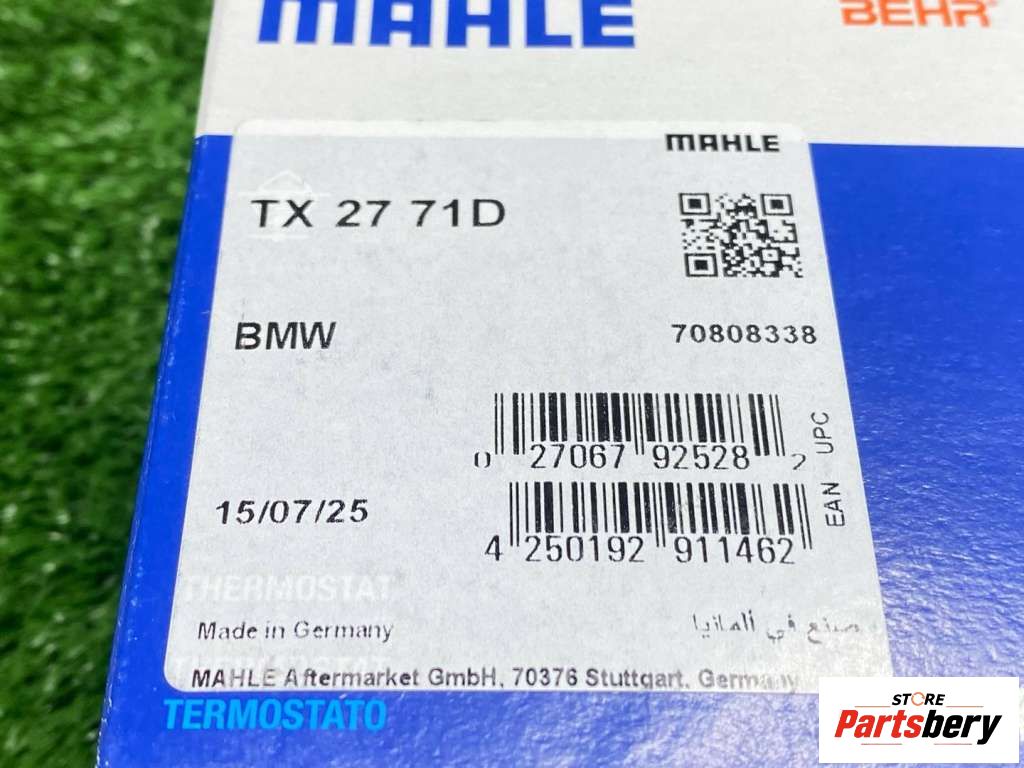 MAHLE
BEHR®
MAHLE
TX 27 71D
BMW
70808338
0 27067 92528 2
UPC
15/07/25
4 250192 911462
EAN
THERMOSTAT
Made in Germany
صنع في ألمانيا
THERMOSTAT
MAHLE Aftermarket GmbH, 70376 Stuttgart, Germany
TERMOSTATO
STORE
Partsbery